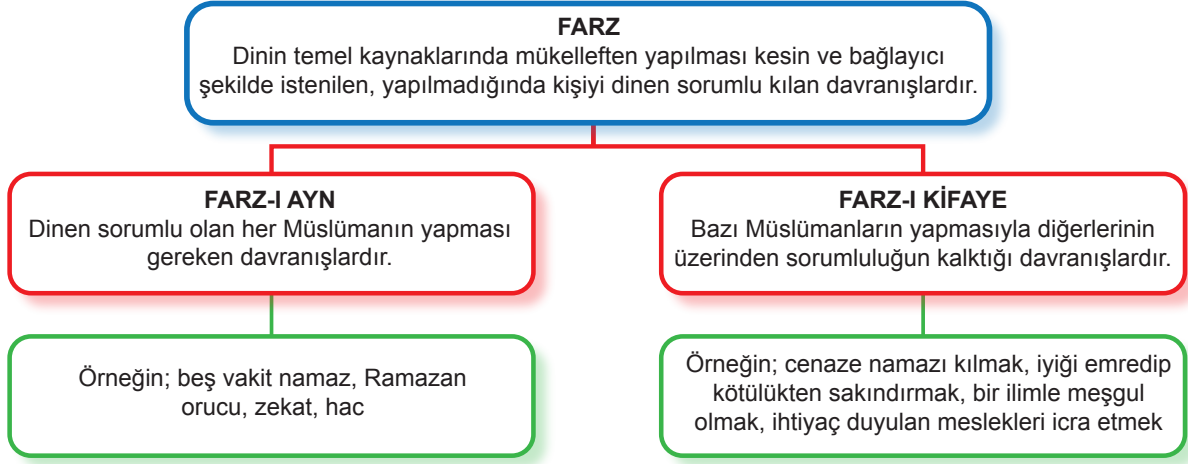 FARZ
Dinin temel kaynaklarında mükelleften yapılması kesin ve bağlayıcı
şekilde istenilen, yapılmadığında kişiyi dinen sorumlu kılan davranışlardır.
FARZ-I AYN
Dinen sorumlu olan her Müslümanın yapması
gereken davranışlardır.
FARZ-I KİFAYE
Bazı Müslümanların yapmasıyla diğerlerinin
üzerinden sorumluluğun kalktığı davranışlardır.
Örneğin; beş vakit namaz, Ramazan
orucu, zekat, hac
Örneğin; cenaze namazı kılmak, iyiği emredip
kötülükten sakındırmak, bir ilimle meşgul
olmak, ihtiyaç duyulan meslekleri icra etmek